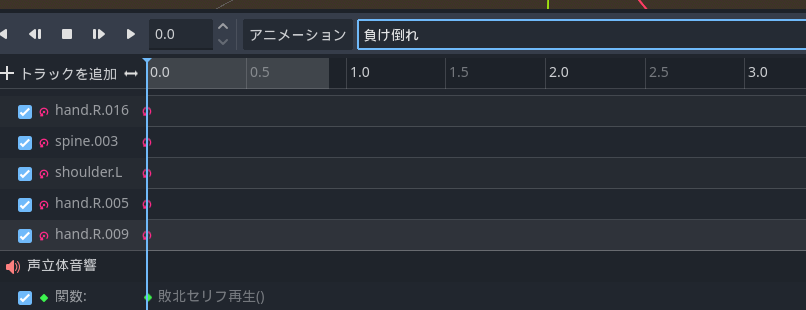 0.0 アニメーション 負け倒れ
トラックを追加 0.0 0.5 1.0 1.5 2.0 2.5 3.0
hand.R.016
spine.003
shoulder.L
hand.R.005
hand.R.009
声立体音響
関数: 敗北セリフ再生()